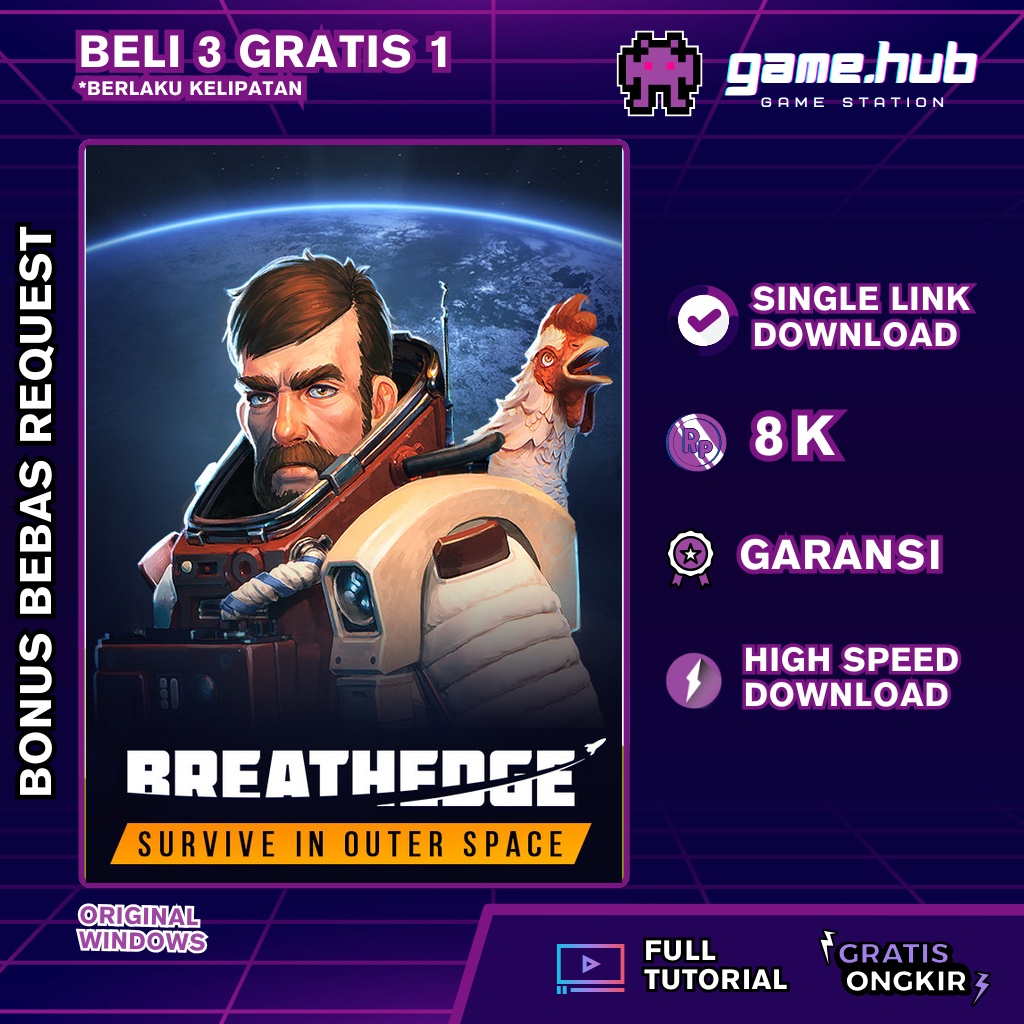 BELI 3 GRATIS 1
*BERLAKU KELIPATAN
game.hub
GAME STATION
BONUS BEBAS REQUEST
SINGLE LINK
DOWNLOAD
Rp
8K
GARANSI
HIGH SPEED
DOWNLOAD
BREATHEDGE
SURVIVE IN OUTER SPACE
ORIGINAL
WINDOWS
FULL
TUTORIAL
GRATIS
ONGKIR